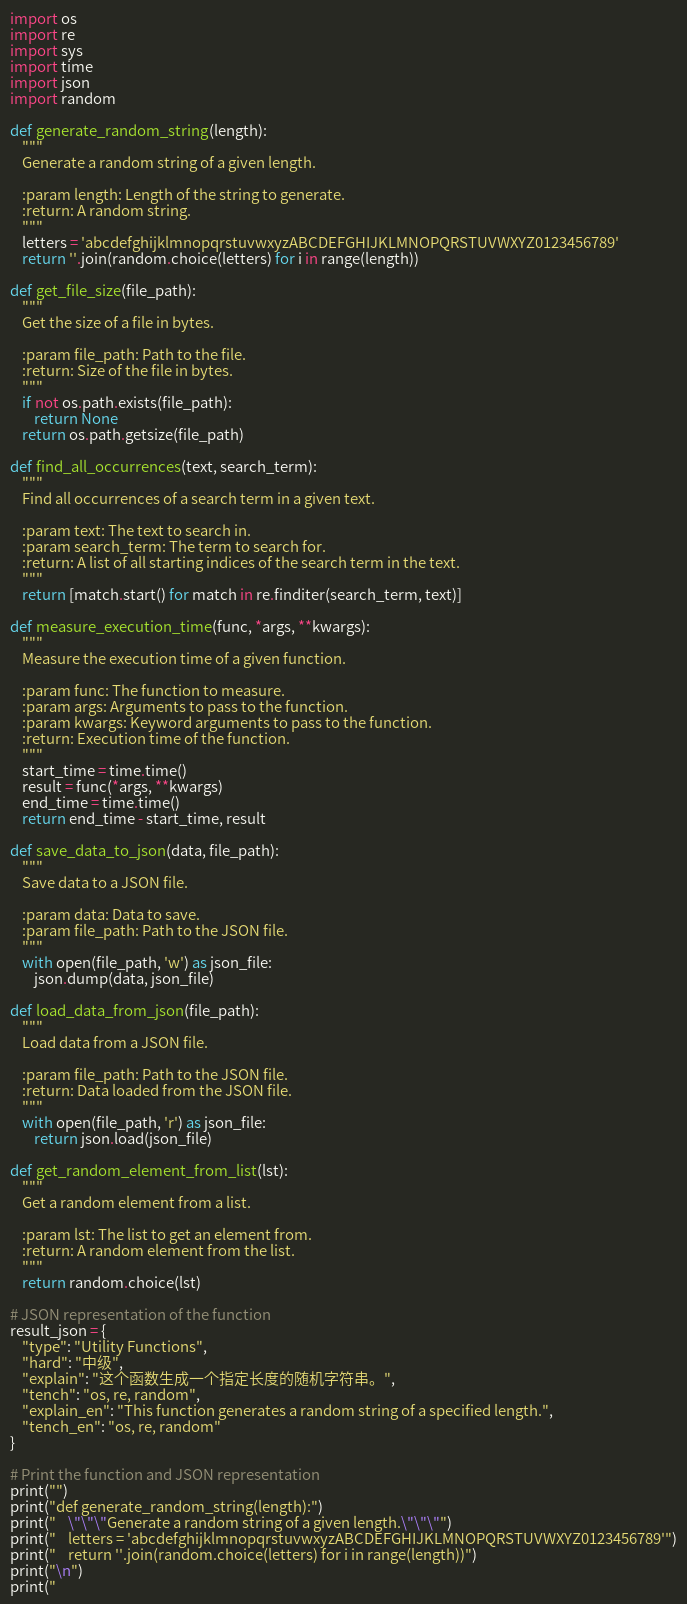 import os
import re
import sys
import time
import json
import random

def generate_random_string(length):
    """
    Generate a random string of a given length.

    :param length: Length of the string to generate.
    :return: A random string.
    """
    letters = 'abcdefghijklmnopqrstuvwxyzABCDEFGHIJKLMNOPQRSTUVWXYZ0123456789'
    return ''.join(random.choice(letters) for i in range(length))

def get_file_size(file_path):
    """
    Get the size of a file in bytes.

    :param file_path: Path to the file.
    :return: Size of the file in bytes.
    """
    if not os.path.exists(file_path):
        return None
    return os.path.getsize(file_path)

def find_all_occurrences(text, search_term):
    """
    Find all occurrences of a search term in a given text.

    :param text: The text to search in.
    :param search_term: The term to search for.
    :return: A list of all starting indices of the search term in the text.
    """
    return [match.start() for match in re.finditer(search_term, text)]

def measure_execution_time(func, *args, **kwargs):
    """
    Measure the execution time of a given function.

    :param func: The function to measure.
    :param args: Arguments to pass to the function.
    :param kwargs: Keyword arguments to pass to the function.
    :return: Execution time of the function.
    """
    start_time = time.time()
    result = func(*args, **kwargs)
    end_time = time.time()
    return end_time - start_time, result

def save_data_to_json(data, file_path):
    """
    Save data to a JSON file.

    :param data: Data to save.
    :param file_path: Path to the JSON file.
    """
    with open(file_path, 'w') as json_file:
        json.dump(data, json_file)

def load_data_from_json(file_path):
    """
    Load data from a JSON file.

    :param file_path: Path to the JSON file.
    :return: Data loaded from the JSON file.
    """
    with open(file_path, 'r') as json_file:
        return json.load(json_file)

def get_random_element_from_list(lst):
    """
    Get a random element from a list.

    :param lst: The list to get an element from.
    :return: A random element from the list.
    """
    return random.choice(lst)

# JSON representation of the function
result_json = {
    "type": "Utility Functions",
    "hard": "中级",
    "explain": "这个函数生成一个指定长度的随机字符串。",
    "tench": "os, re, random",
    "explain_en": "This function generates a random string of a specified length.",
    "tench_en": "os, re, random"
}

# Print the function and JSON representation
print("")
print("def generate_random_string(length):")
print("    \"\"\"Generate a random string of a given length.\"\"\"")
print("    letters = 'abcdefghijklmnopqrstuvwxyzABCDEFGHIJKLMNOPQRSTUVWXYZ0123456789'")
print("    return ''.join(random.choice(letters) for i in range(length))")
print("\n")
print("